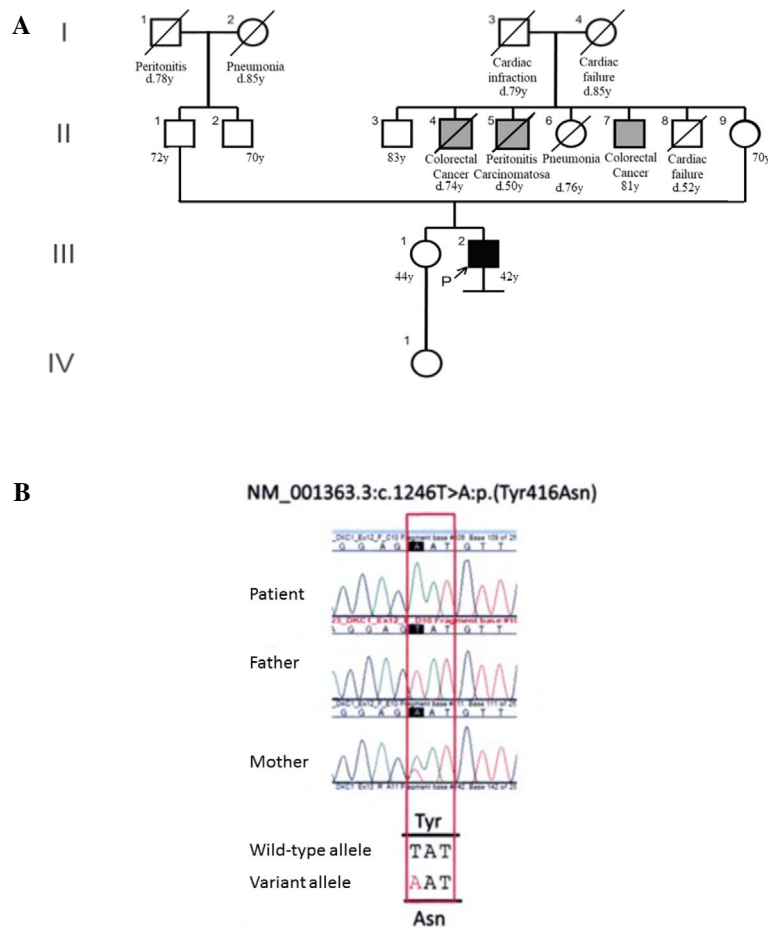 A
I
1
2
3
4
Peritonitis
d.78y
Pneumonia
d.85y
Cardiac
infraction
d.79y
Cardiac
failure
d.85y
II
1
2
3
4
5
6
7
8
9
72y
70y
83y
Colorectal
Cancer
d.74y
Peritonitis
Carcinomatosa
d.50y
Pneumonia
d.76y
Colorectal
Cancer
81y
Cardiac
failure
d.52y
70y
III
1
2
44y
P
42y
IV
1
B
NM_001363.3:c.1246T>A:p.(Tyr416Asn)
G G A G A A T G T T
Patient
G G A G T A T G T T
Father
G G A G A A T G T T
Mother
Tyr
Wild-type allele TAT
Variant allele AAT
Asn